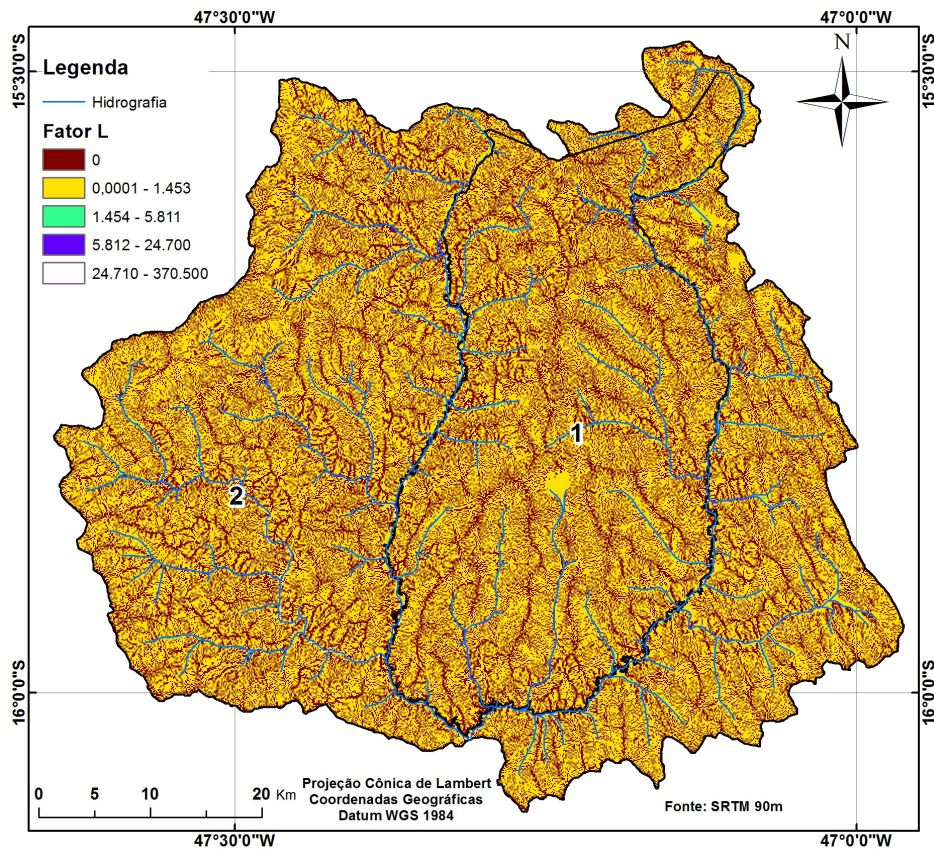 47°30'0"W
47°0'0"W
15°30'0"S
15°30'0"S
N
Legenda
Hidrografia
Fator L
0
0,0001 - 1.453
1.454 - 5.811
5.812 - 24.700
24.710 - 370.500
1
2
16°0'0"S
16°0'0"S
0 5 10 20 Km
Projeção Cônica de Lambert
Coordenadas Geográficas
Datum WGS 1984
Fonte: SRTM 90m
47°30'0"W
47°0'0"W